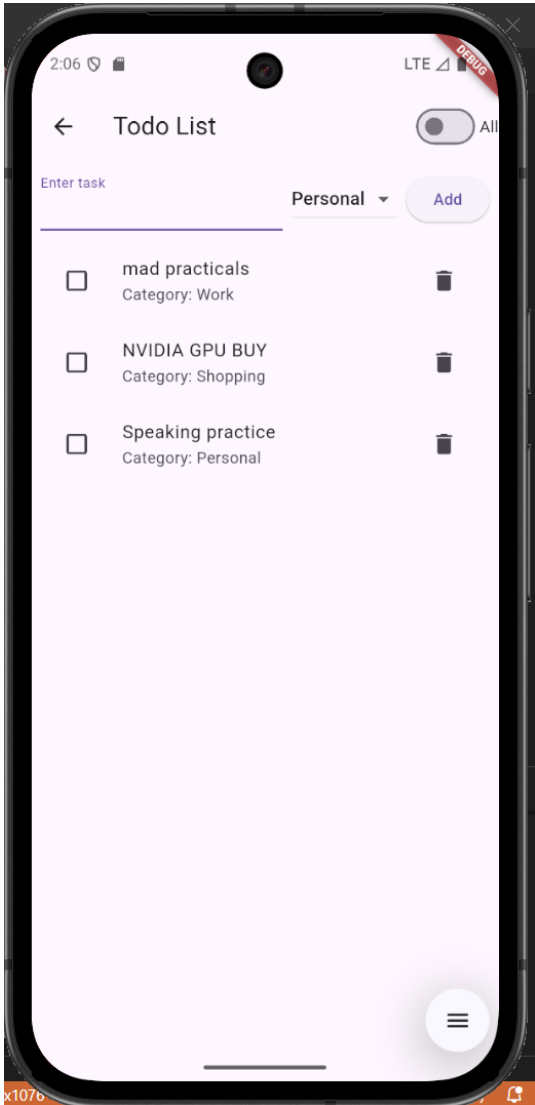 2:06
LTE
DEBUG
Todo List
All
Enter task
Personal
Add
mad practicals
Category: Work
NVIDIA GPU BUY
Category: Shopping
Speaking practice
Category: Personal
x1076